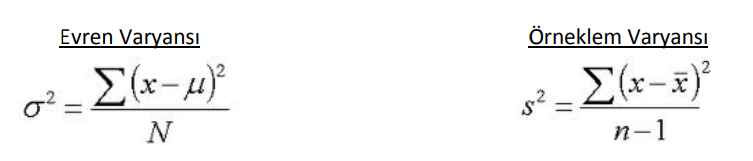 Evren Varyansı
σ² = ∑(x − μ)² / N
Örneklem Varyansı
s² = ∑(x − x̄)² / n − 1